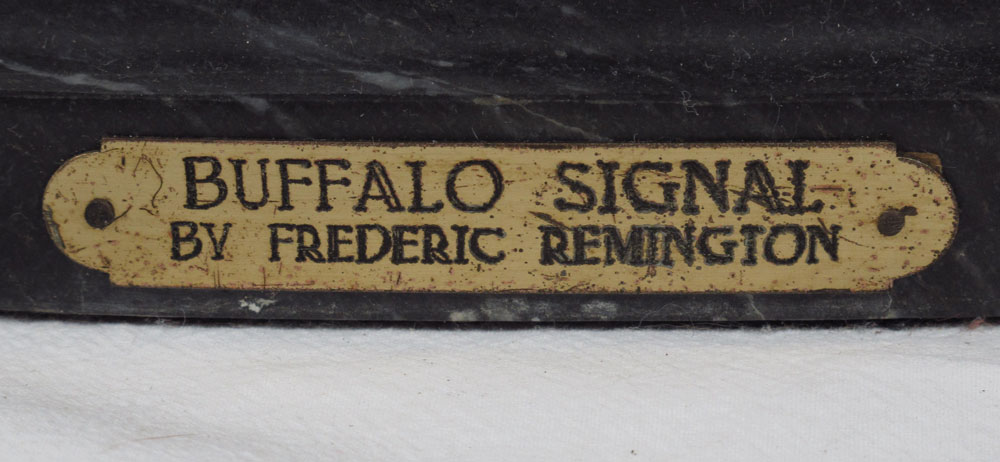 BUFFALO SIGNAL
BY FREDERIC REMINGTON